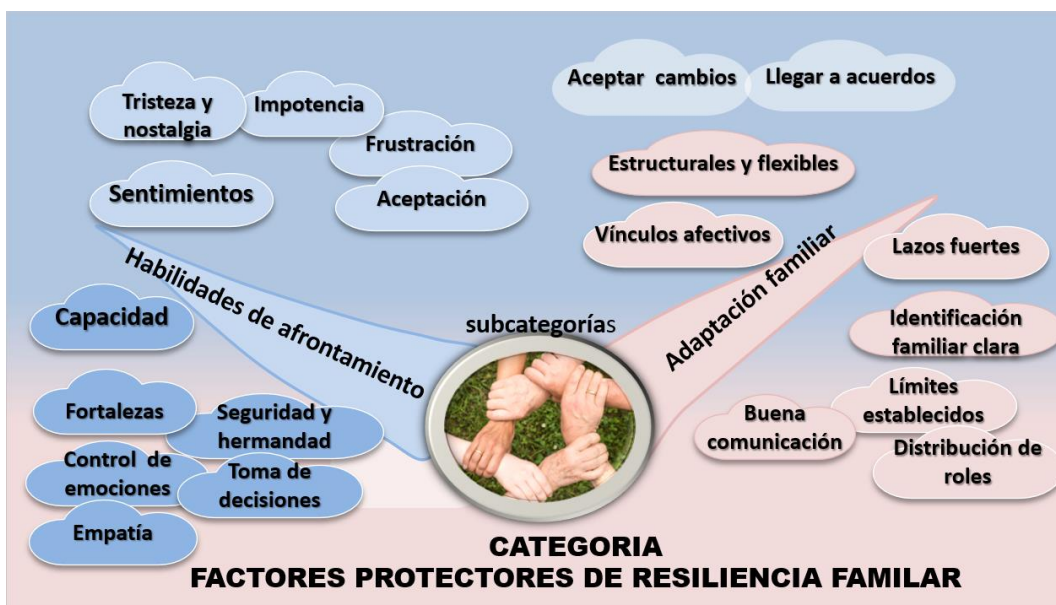 Tristeza y
nostalgia
Impotencia
Frustración
Sentimientos
Aceptación
Habilidades de afrontamiento
Capacidad
Fortalezas
Seguridad y
hermandad
Control de
emociones
Toma de
decisiones
Empatía
subcategorías
Aceptar cambios
Llegar a acuerdos
Estructurales y flexibles
Vínculos afectivos
Adaptación familiar
Lazos fuertes
Identificación
familiar clara
Límites
establecidos
Buena
comunicación
Distribución de
roles
CATEGORIA
FACTORES PROTECTORES DE RESILIENCIA FAMILAR